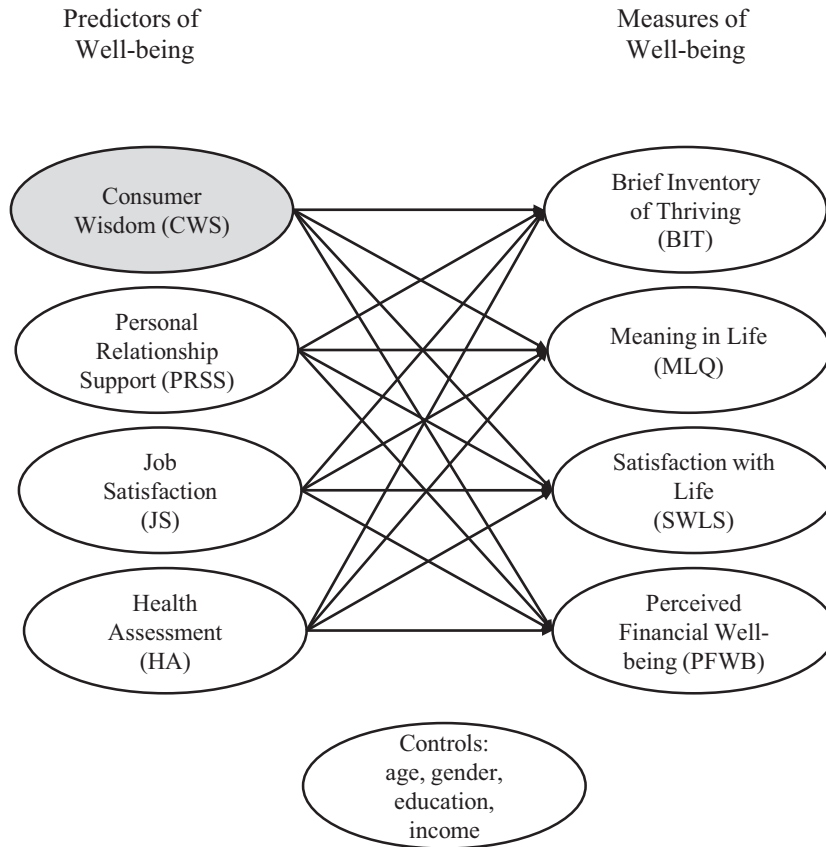 Predictors of
Well-being
Measures of
Well-being
Consumer
Wisdom (CWS)
Brief Inventory
of Thriving
(BIT)
Personal
Relationship
Support (PRSS)
Meaning in Life
(MLQ)
Job
Satisfaction
(JS)
Satisfaction with
Life
(SWLS)
Health
Assessment
(HA)
Perceived
Financial Well-
being (PFWB)
Controls:
age, gender,
education,
income